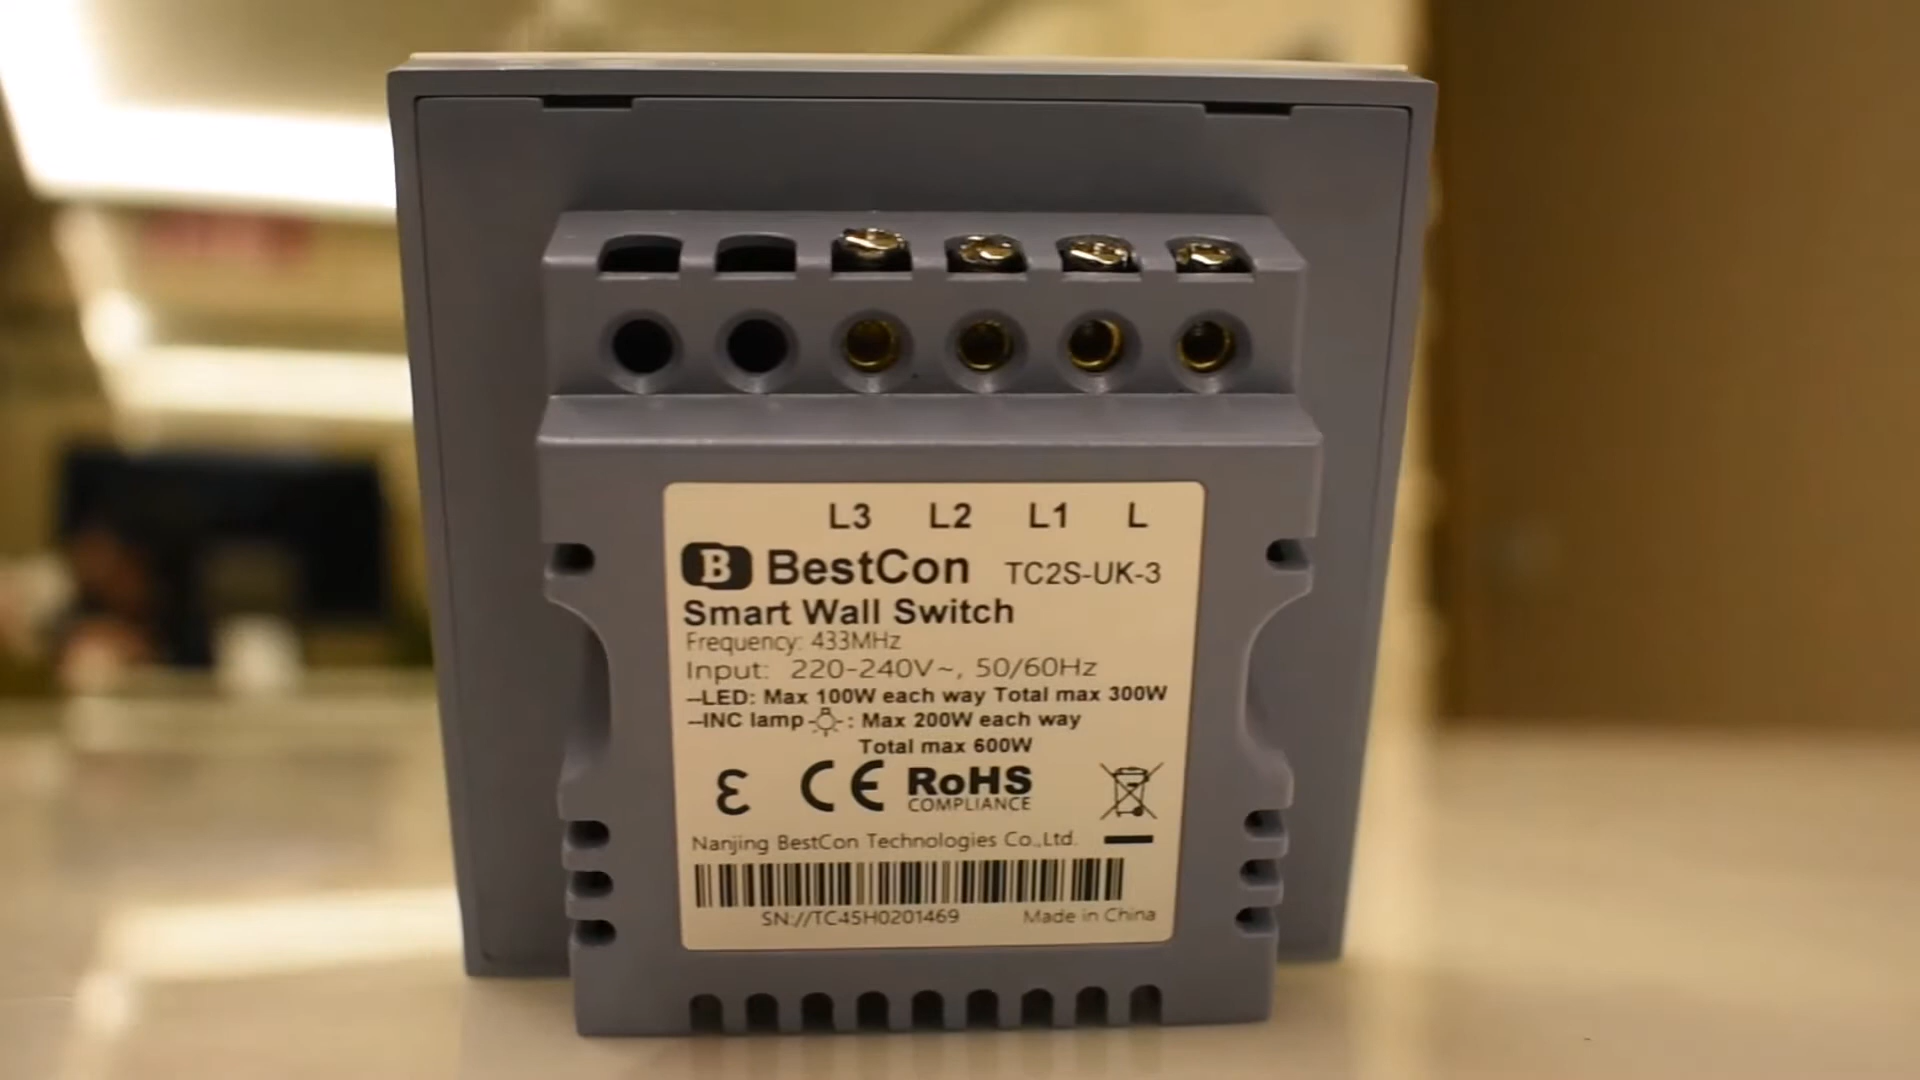 L3 L2 L1 L
B BestCon TC2S-UK-3
Smart Wall Switch
Frequency: 433MHz
Input: 220-240V~, 50/60Hz
–LED: Max 100W each way Total max 300W
–INC lamp : Max 200W each way
Total max 600W
CE RoHS
COMPLIANCE
Nanjing BestCon Technologies Co.,Ltd.
SN://TC45H0201469 Made in China